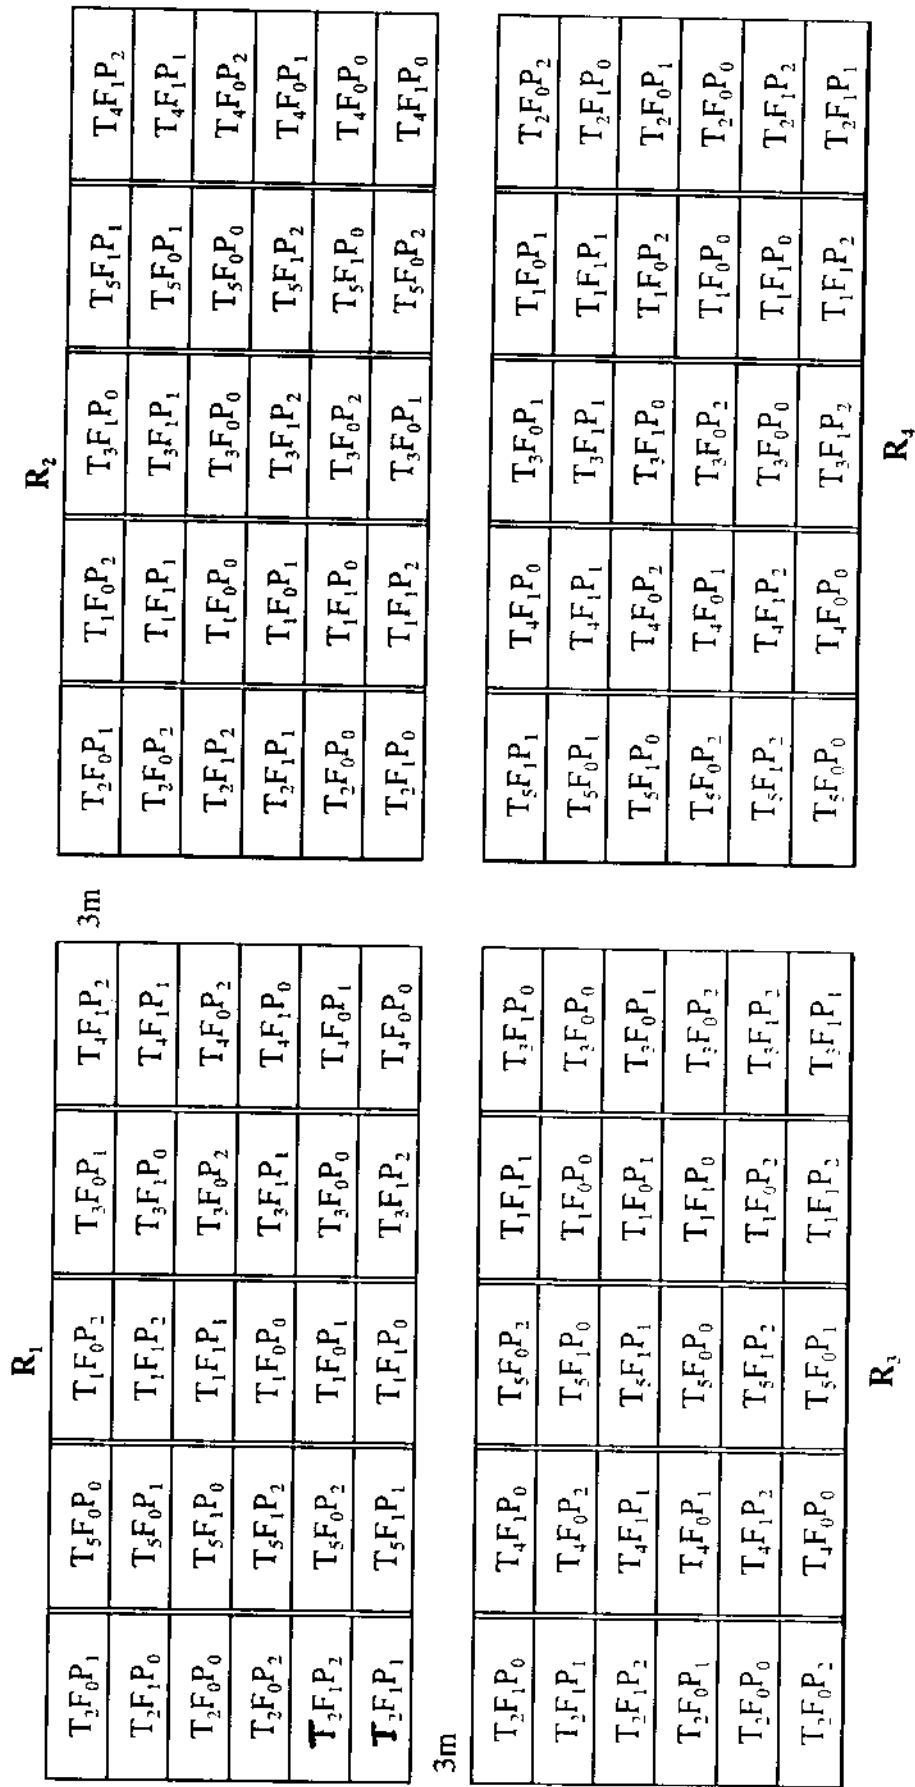 R₁ R₂
T₂F₀P₁ T₅F₀P₀ T₁F₀P₂ T₃F₀P₁ T₄F₁P₂ 3m T₂F₀P₁ T₁F₀P₂ T₃F₁P₀ T₅F₁P₁ T₄F₁P₂
T₂F₁P₀ T₅F₀P₁ T₁F₁P₂ T₃F₁P₀ T₄F₁P₁ T₂F₀P₂ T₁F₁P₁ T₃F₁P₁ T₅F₀P₁ T₄F₁P₁
T₂F₀P₀ T₅F₁P₀ T₁F₁P₁ T₃F₀P₂ T₄F₀P₂ T₂F₁P₂ T₁F₀P₀ T₃F₀P₀ T₅F₀P₀ T₄F₀P₂
T₂F₀P₂ T₅F₁P₂ T₁F₀P₀ T₃F₁P₁ T₄F₁P₀ T₂F₁P₁ T₁F₀P₁ T₃F₁P₂ T₅F₁P₂ T₄F₀P₁
T₂F₁P₂ T₅F₀P₂ T₁F₀P₁ T₃F₀P₀ T₄F₀P₁ T₂F₀P₀ T₁F₁P₀ T₃F₀P₂ T₅F₁P₀ T₄F₀P₀
T₂F₁P₁ T₅F₁P₁ T₁F₁P₀ T₃F₁P₂ T₄F₀P₀ T₂F₁P₀ T₁F₁P₂ T₃F₀P₁ T₅F₀P₂ T₄F₁P₀
3m
T₂F₁P₀ T₄F₁P₀ T₅F₀P₂ T₁F₁P₁ T₃F₁P₀ T₅F₁P₁ T₄F₁P₀ T₃F₀P₁ T₁F₀P₁ T₂F₀P₂
T₂F₁P₁ T₄F₀P₂ T₅F₁P₀ T₁F₀P₀ T₃F₀P₀ T₅F₀P₁ T₄F₁P₁ T₃F₁P₁ T₁F₁P₁ T₂F₁P₀
T₂F₁P₂ T₄F₁P₁ T₅F₁P₁ T₁F₀P₁ T₃F₀P₁ T₅F₁P₀ T₄F₀P₂ T₃F₁P₀ T₁F₀P₂ T₂F₀P₁
T₂F₀P₁ T₄F₀P₁ T₅F₀P₀ T₁F₁P₀ T₃F₀P₂ T₅F₀P₂ T₄F₀P₁ T₃F₀P₂ T₁F₀P₀ T₂F₀P₀
T₂F₀P₀ T₄F₁P₂ T₅F₁P₂ T₁F₀P₂ T₃F₁P₂ T₅F₁P₂ T₄F₁P₂ T₃F₀P₀ T₁F₁P₀ T₂F₁P₂
T₂F₀P₂ T₄F₀P₀ T₅F₀P₁ T₁F₁P₂ T₃F₁P₁ T₅F₀P₀ T₄F₀P₀ T₃F₁P₂ T₁F₁P₂ T₂F₁P₁
R₃ R₄